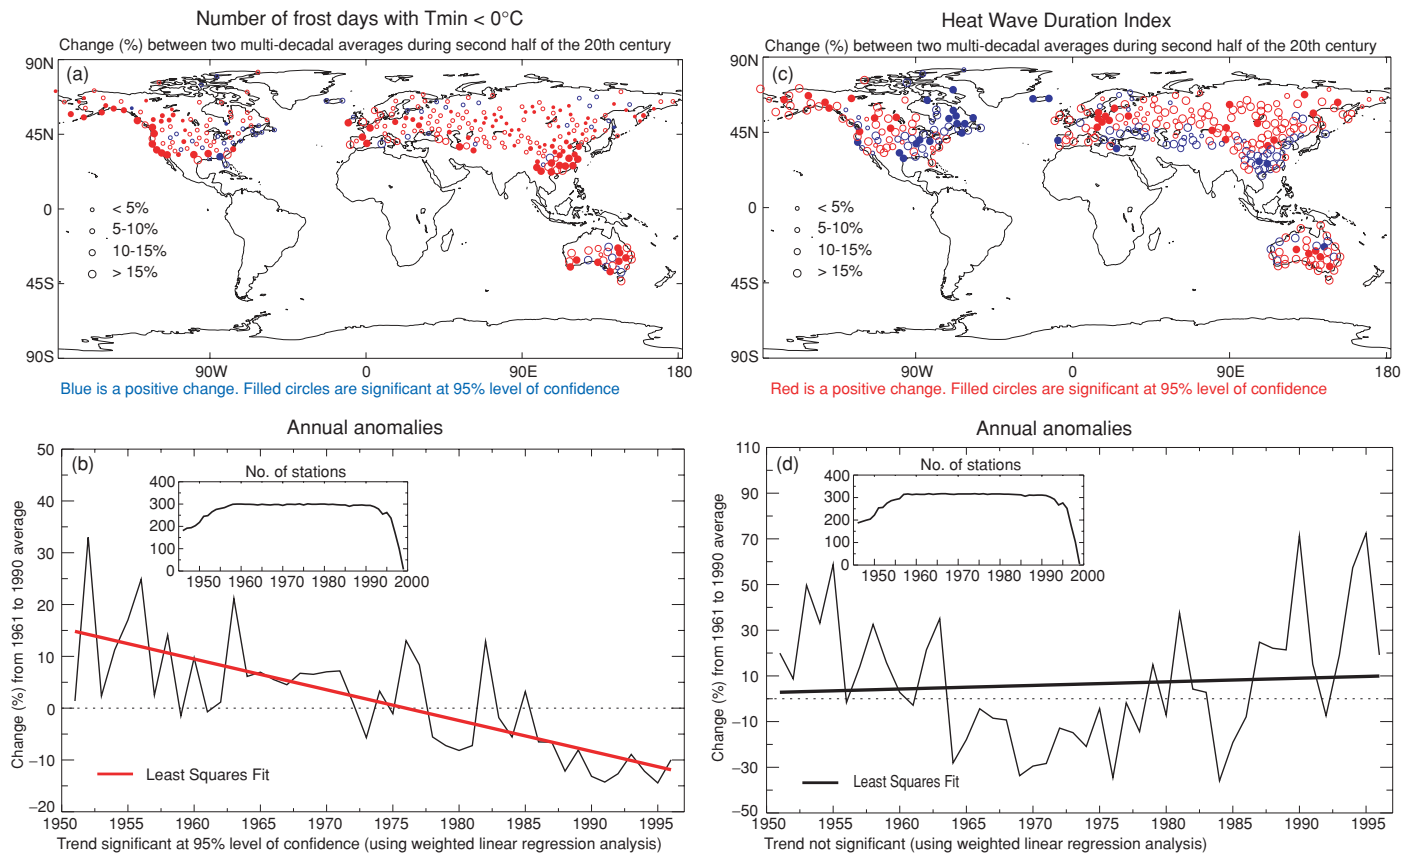 Number of frost days with Tmin < 0°C
Change (%) between two multi-decadal averages during second half of the 20th century
(a)
90N
45N
0
45S
90S
< 5%
5-10%
10-15%
> 15%
90W
0
90E
180
Blue is a positive change. Filled circles are significant at 95% level of confidence
Heat Wave Duration Index
Change (%) between two multi-decadal averages during second half of the 20th century
(c)
90N
45N
0
45S
90S
< 5%
5-10%
10-15%
> 15%
90W
0
90E
180
Red is a positive change. Filled circles are significant at 95% level of confidence
Annual anomalies
(b)
Change (%) from 1961 to 1990 average
50
40
30
20
10
0
−10
−20
No. of stations
400
300
200
100
0
1950 1960 1970 1980 1990 2000
Least Squares Fit
1950 1955 1960 1965 1970 1975 1980 1985 1990 1995
Trend significant at 95% level of confidence (using weighted linear regression analysis)
Annual anomalies
(d)
Change (%) from 1961 to 1990 average
110
90
70
50
30
10
−10
−30
−50
No. of stations
400
300
200
100
0
1950 1960 1970 1980 1990 2000
Least Squares Fit
1950 1955 1960 1965 1970 1975 1980 1985 1990 1995
Trend not significant (using weighted linear regression analysis)